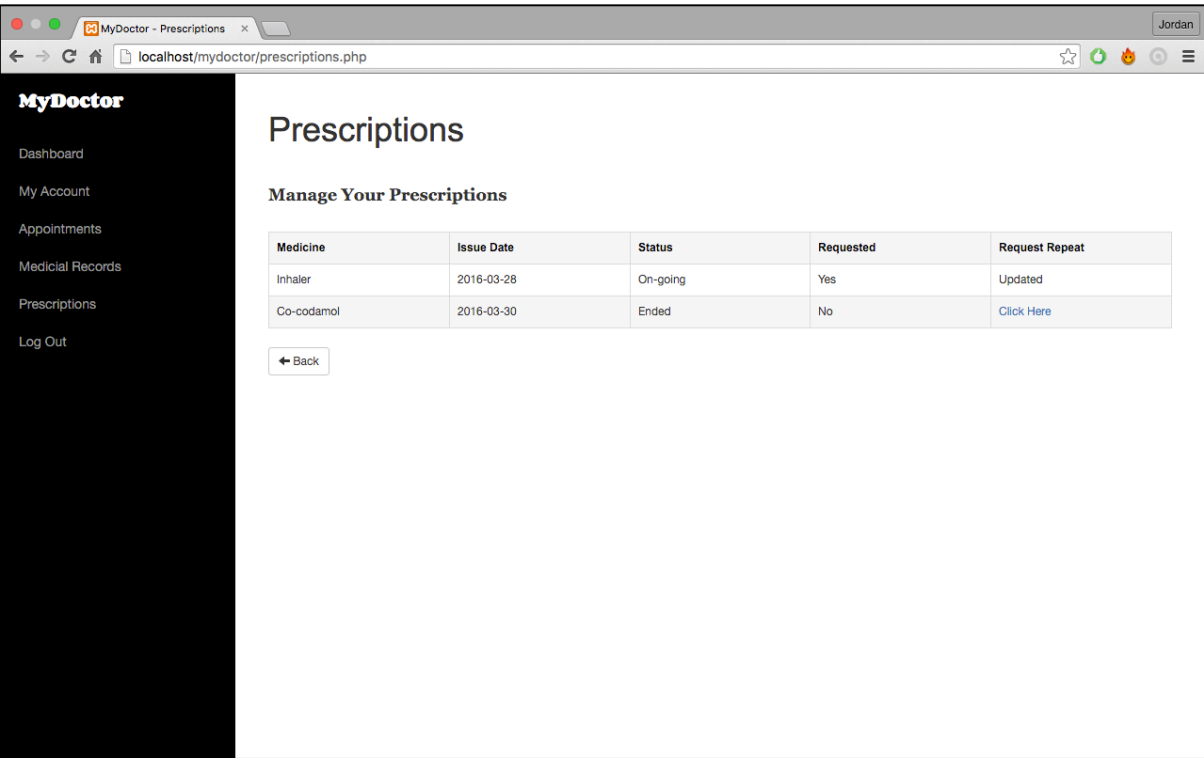 MyDoctor - Prescriptions
Jordan
localhost/mydoctor/prescriptions.php
MyDoctor
Dashboard
My Account
Appointments
Medicial Records
Prescriptions
Log Out
Prescriptions
Manage Your Prescriptions
Medicine Issue Date Status Requested Request Repeat
Inhaler 2016-03-28 On-going Yes Updated
Co-codamol 2016-03-30 Ended No Click Here
Back